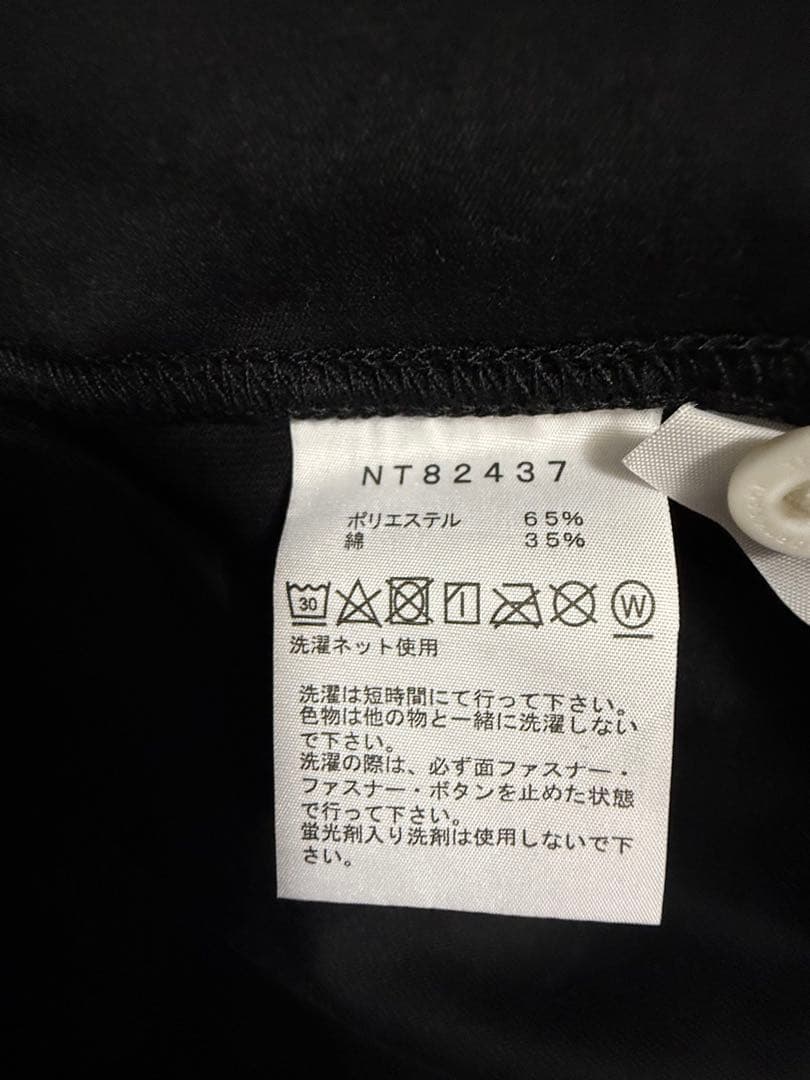 NT82437
ポリエステル 65%
綿 35%
30 W
洗濯ネット使用
洗濯は短時間にて行って下さい。
色物は他の物と一緒に洗濯しない
で下さい。
洗濯の際は、必ず面ファスナー・
ファスナー・ボタンを止めた状態
で行って下さい。
蛍光剤入り洗剤は使用しないで下
さい。